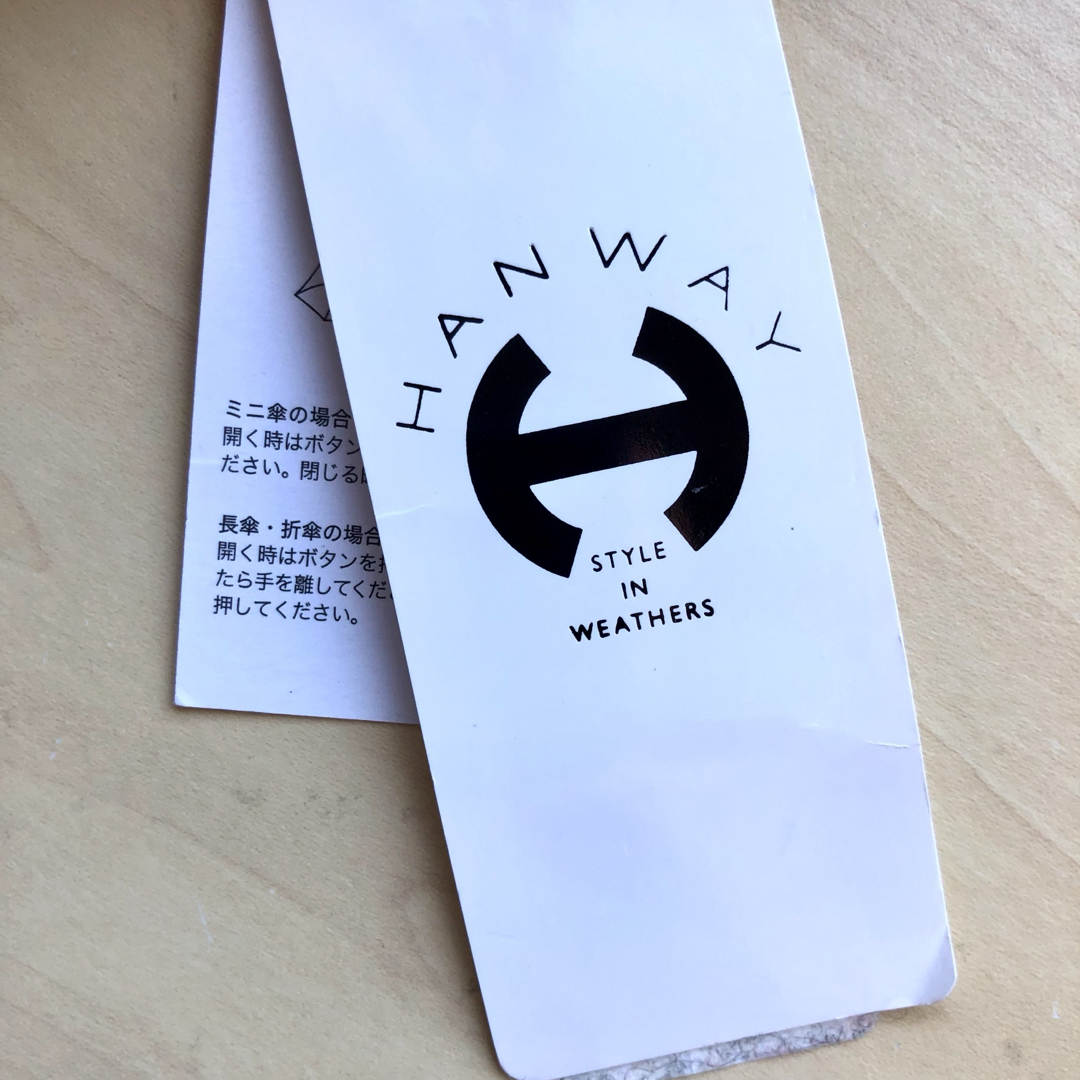 HANWAY
STYLE
IN
WEATHERS
ミニ傘の場合
開く時はボタン
ださい。閉じる
長傘・折傘の場合
開く時はボタンを
たら手を離してくだ
押してください。